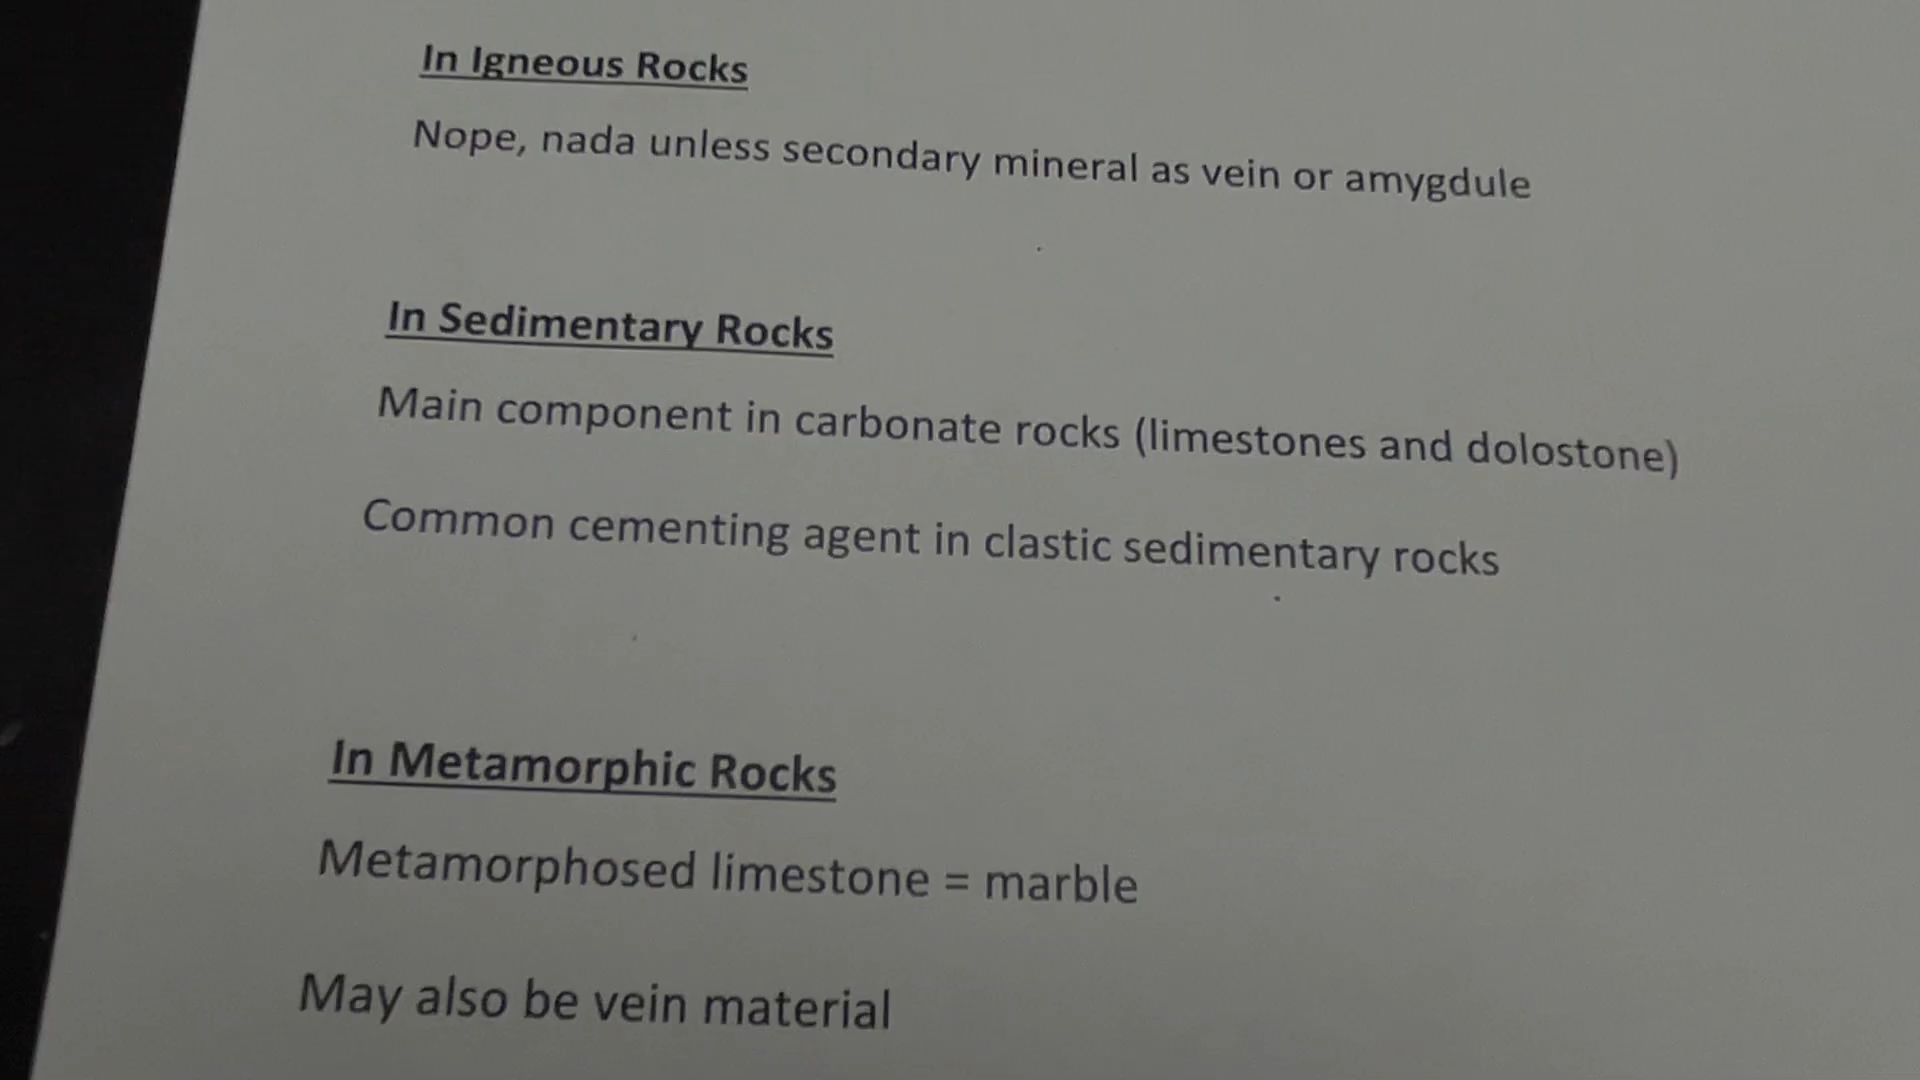 In Igneous Rocks
Nope, nada unless secondary mineral as vein or amygdule
In Sedimentary Rocks
Main component in carbonate rocks (limestones and dolostone)
Common cementing agent in clastic sedimentary rocks
In Metamorphic Rocks
Metamorphosed limestone = marble
May also be vein material